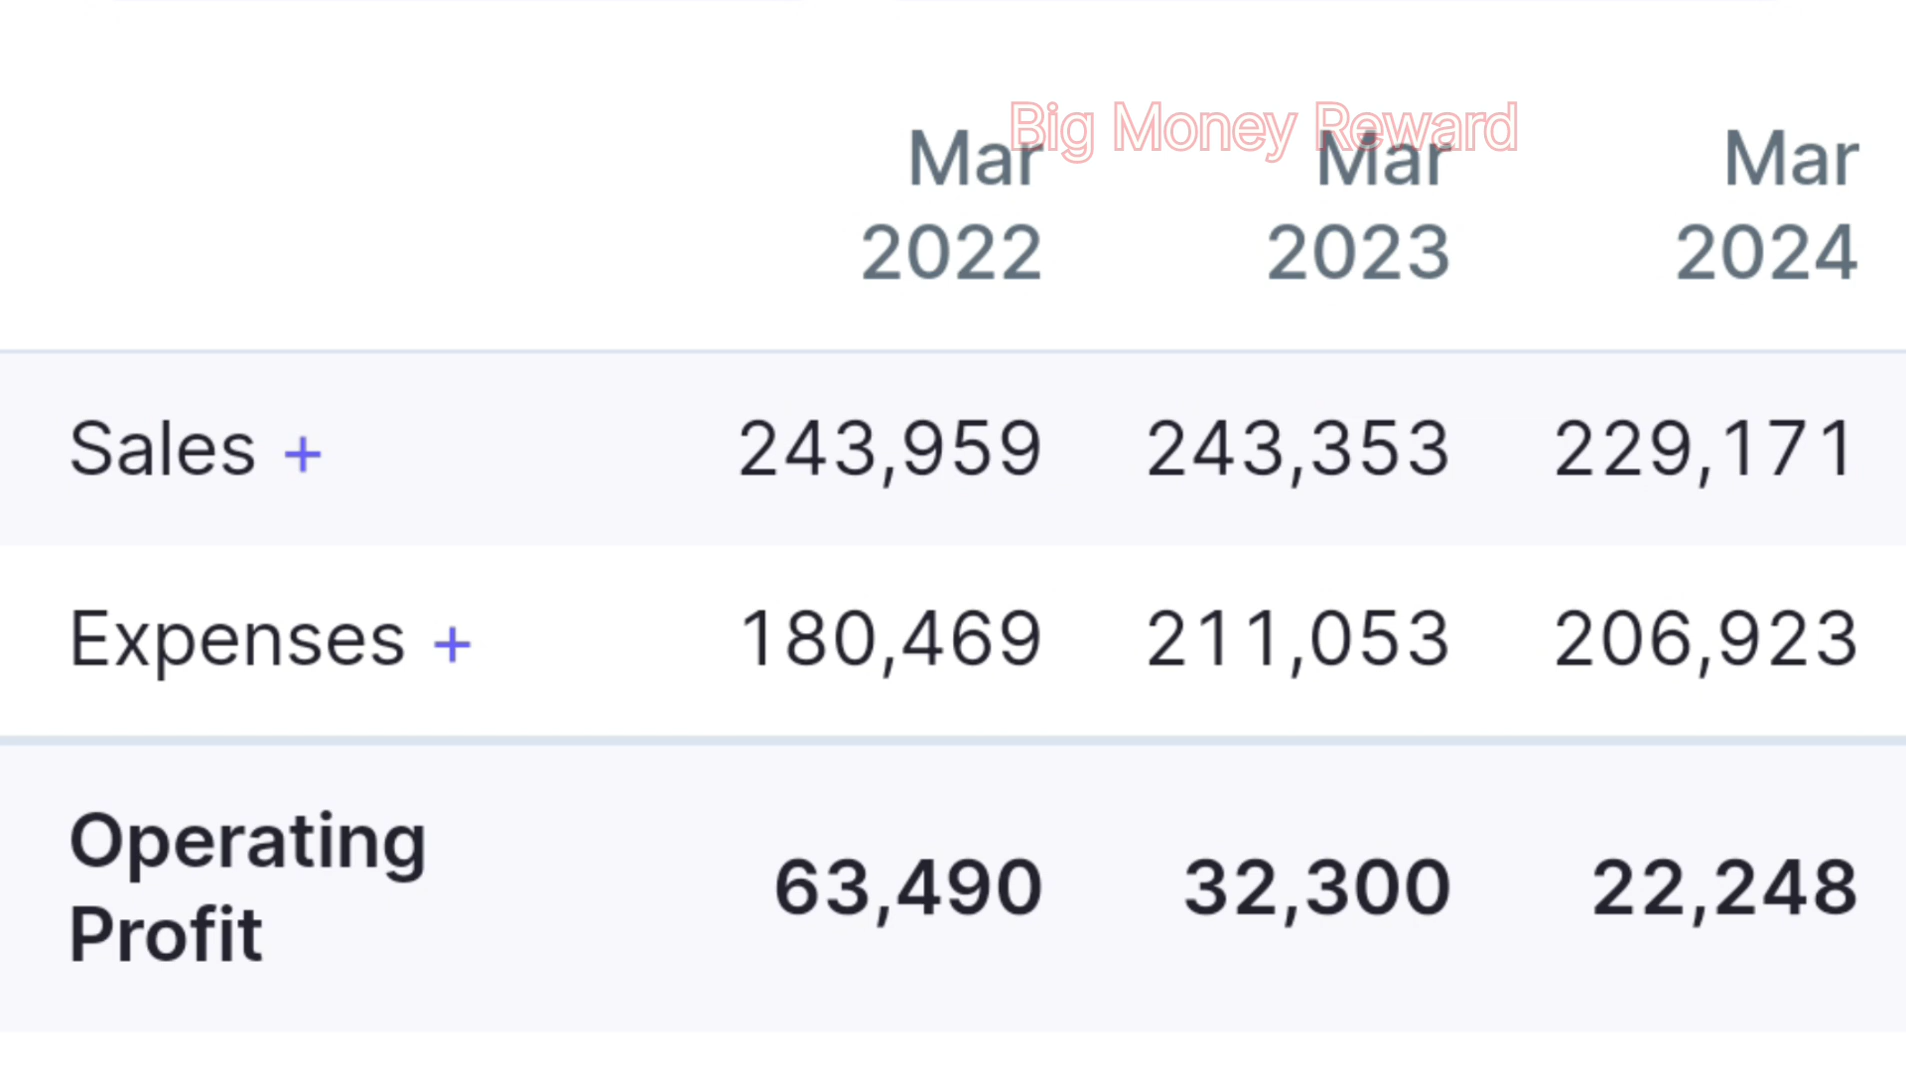 Big Money Reward
Mar 2022 Mar 2023 Mar 2024
Sales + 243,959 243,353 229,171
Expenses + 180,469 211,053 206,923
Operating Profit 63,490 32,300 22,248